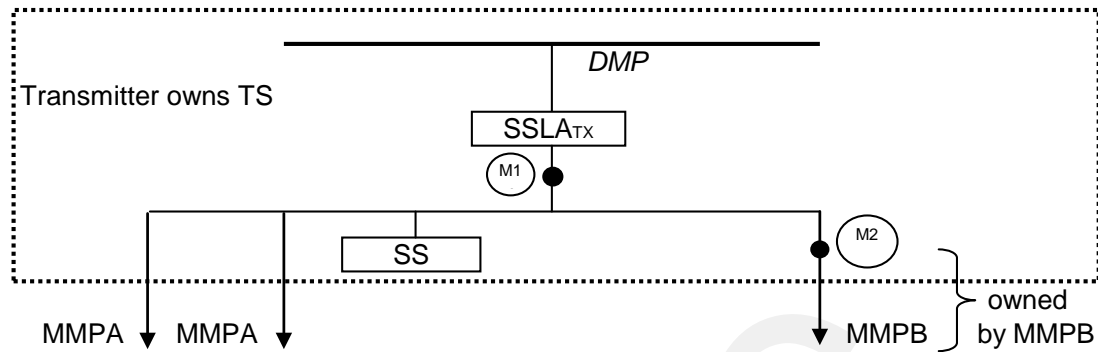 DMP
Transmitter owns TS
SSLATX
M1
M2
SS
owned
by MMPB
MMPA
MMPA
MMPB